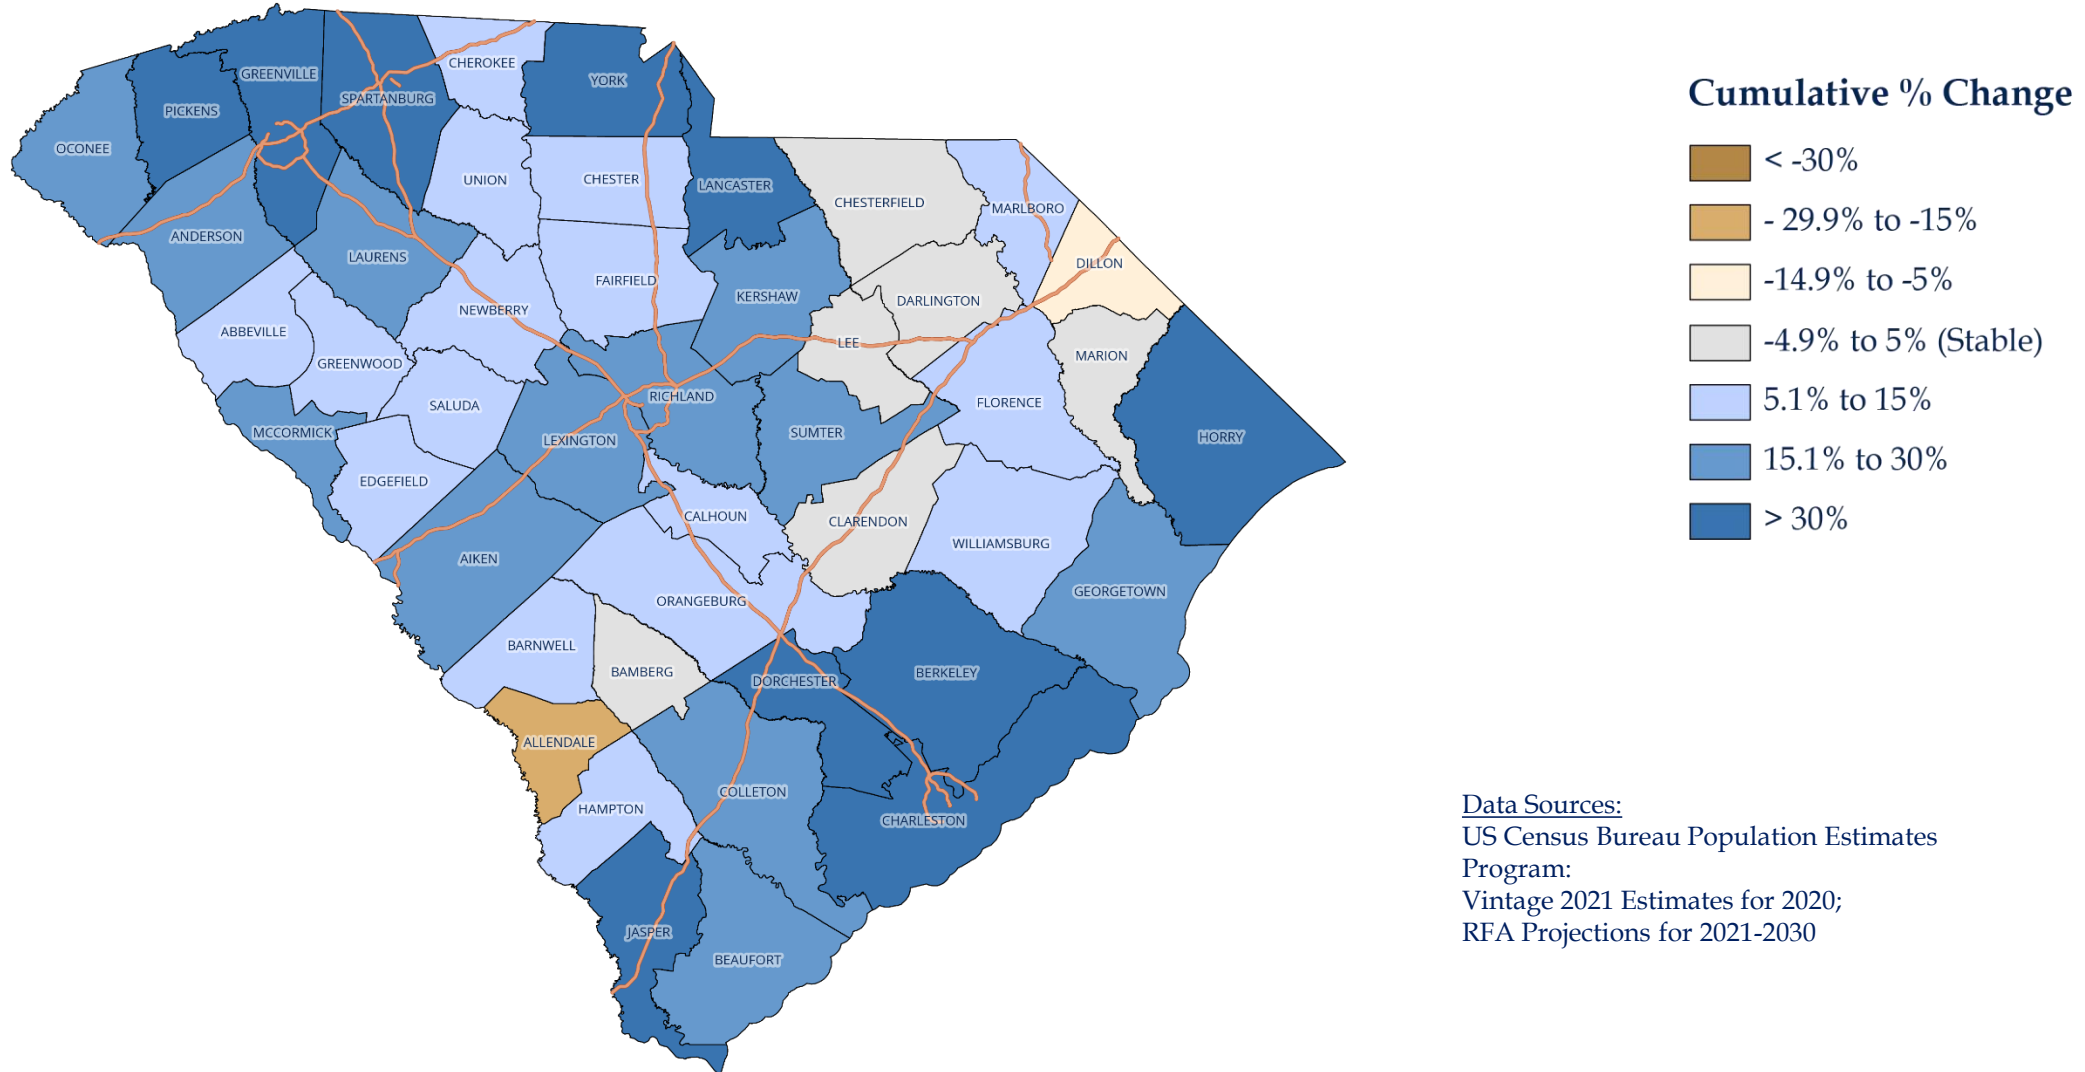 CHEROKEE
GREENVILLE
YORK
SPARTANBURG
PICKENS
OCONEE
UNION
CHESTER
LANCASTER
CHESTERFIELD
MARLBORO
ANDERSON
LAURENS
DILLON
FAIRFIELD
KERSHAW
DARLINGTON
NEWBERRY
ABBEVILLE
LEE
MARION
GREENWOOD
RICHLAND
SALUDA
FLORENCE
MCCORMICK
LEXINGTON
SUMTER
HORRY
EDGEFIELD
CALHOUN
CLARENDON
WILLIAMSBURG
AIKEN
GEORGETOWN
ORANGEBURG
BARNWELL
BAMBERG
DORCHESTER
BERKELEY
ALLENDALE
COLLETON
HAMPTON
CHARLESTON
JASPER
BEAUFORT
Cumulative % Change
< -30%
- 29.9% to -15%
-14.9% to -5%
-4.9% to 5% (Stable)
5.1% to 15%
15.1% to 30%
> 30%
Data Sources:
US Census Bureau Population Estimates
Program:
Vintage 2021 Estimates for 2020;
RFA Projections for 2021-2030